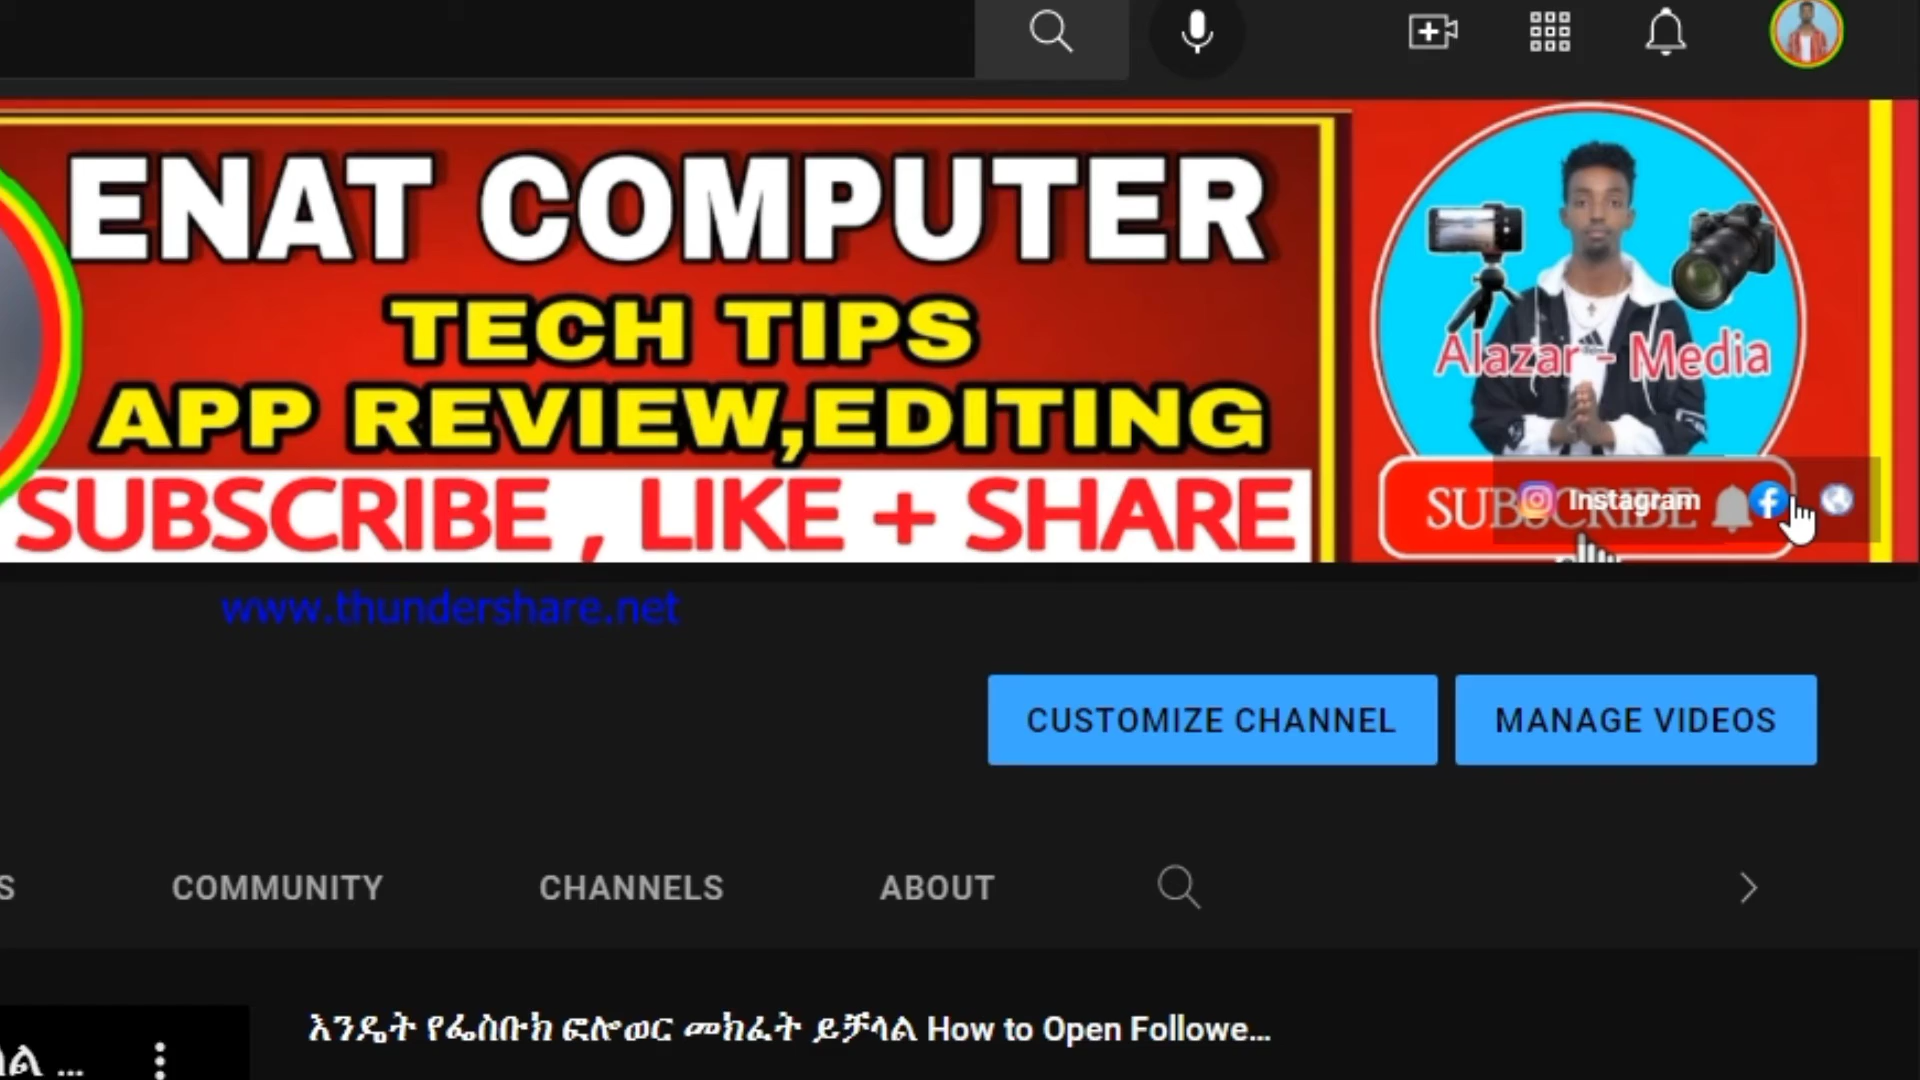 ENAT COMPUTER
TECH TIPS
APP REVIEW,EDITING
SUBSCRIBE , LIKE + SHARE
Alazar - Media
SUBSCRIBE
Instagram
www.thundershare.net
CUSTOMIZE CHANNEL
MANAGE VIDEOS
S
COMMUNITY
CHANNELS
ABOUT
እንዴት የፌስቡክ ፎሎወር መክፈት ይቻላል How to Open Followe...